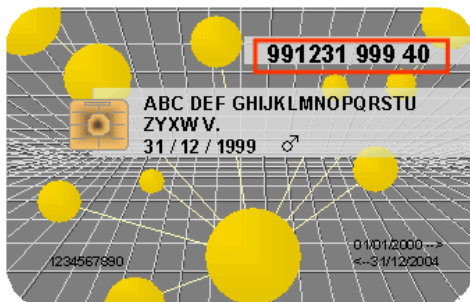 991231 999 40
ABC DEF GHIJKLMNOPQRSTU
ZYXW V.
31 / 12 / 1999 ♂
01/01/2000 -->
1234567890 <--31/12/2004